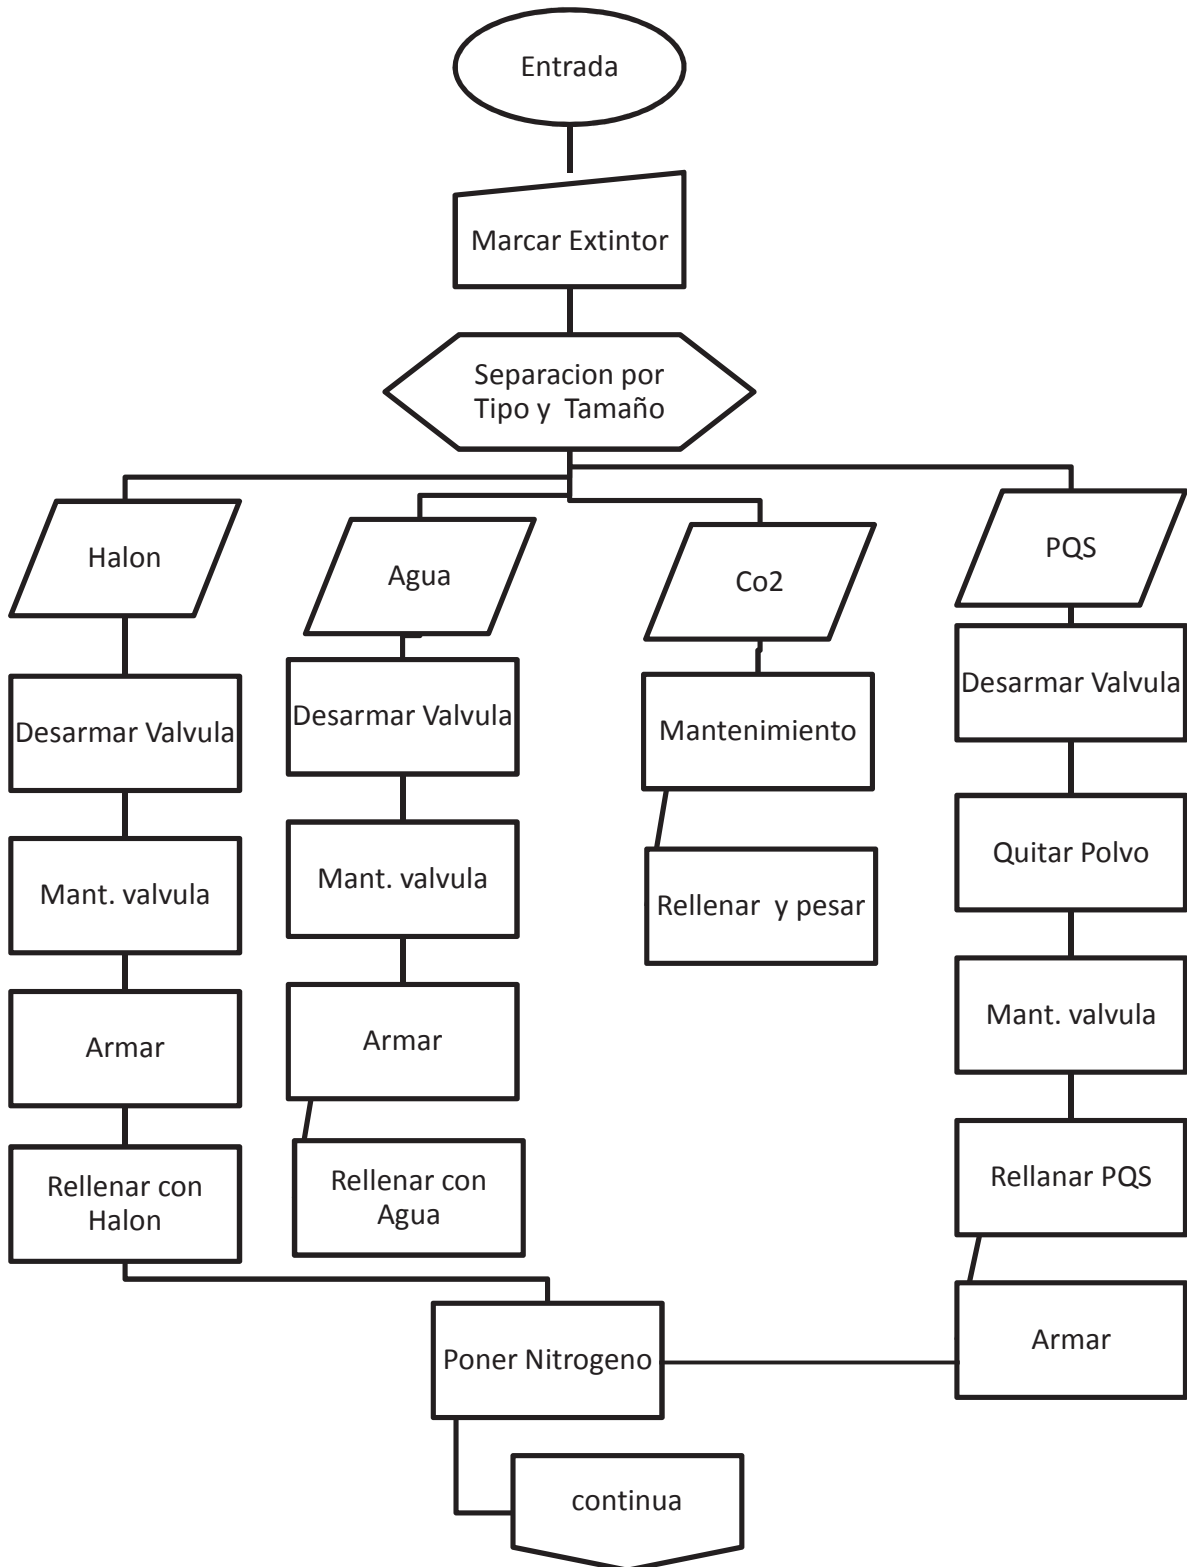 Entrada
Marcar Extintor
Separacion por
Tipo y Tamaño
Halon
Desarmar Valvula
Mant. valvula
Armar
Rellenar con
Halon
Agua
Desarmar Valvula
Mant. valvula
Armar
Rellenar con
Agua
Co2
Mantenimiento
Rellenar y pesar
PQS
Desarmar Valvula
Quitar Polvo
Mant. valvula
Rellanar PQS
Armar
Poner Nitrogeno
continua